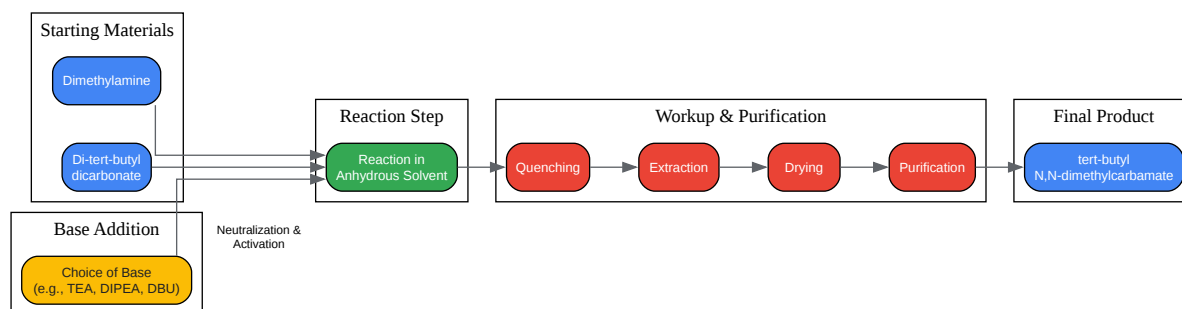 Starting Materials
Dimethylamine
Di-tert-butyl
dicarbonate
Base Addition
Choice of Base
(e.g., TEA, DIPEA, DBU)
Neutralization &
Activation
Reaction Step
Reaction in
Anhydrous Solvent
Workup & Purification
Quenching
Extraction
Drying
Purification
Final Product
tert-butyl
N,N-dimethylcarbamate